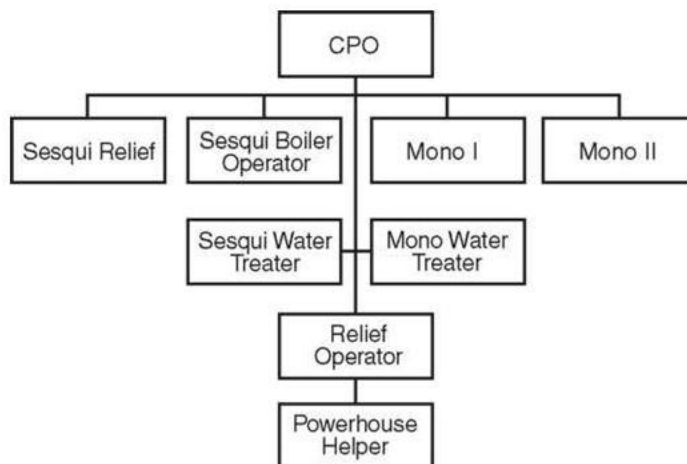 CPO
Sesqui Relief
Sesqui Boiler
Operator
Mono I
Mono II
Sesqui Water
Treater
Mono Water
Treater
Relief
Operator
Powerhouse
Helper